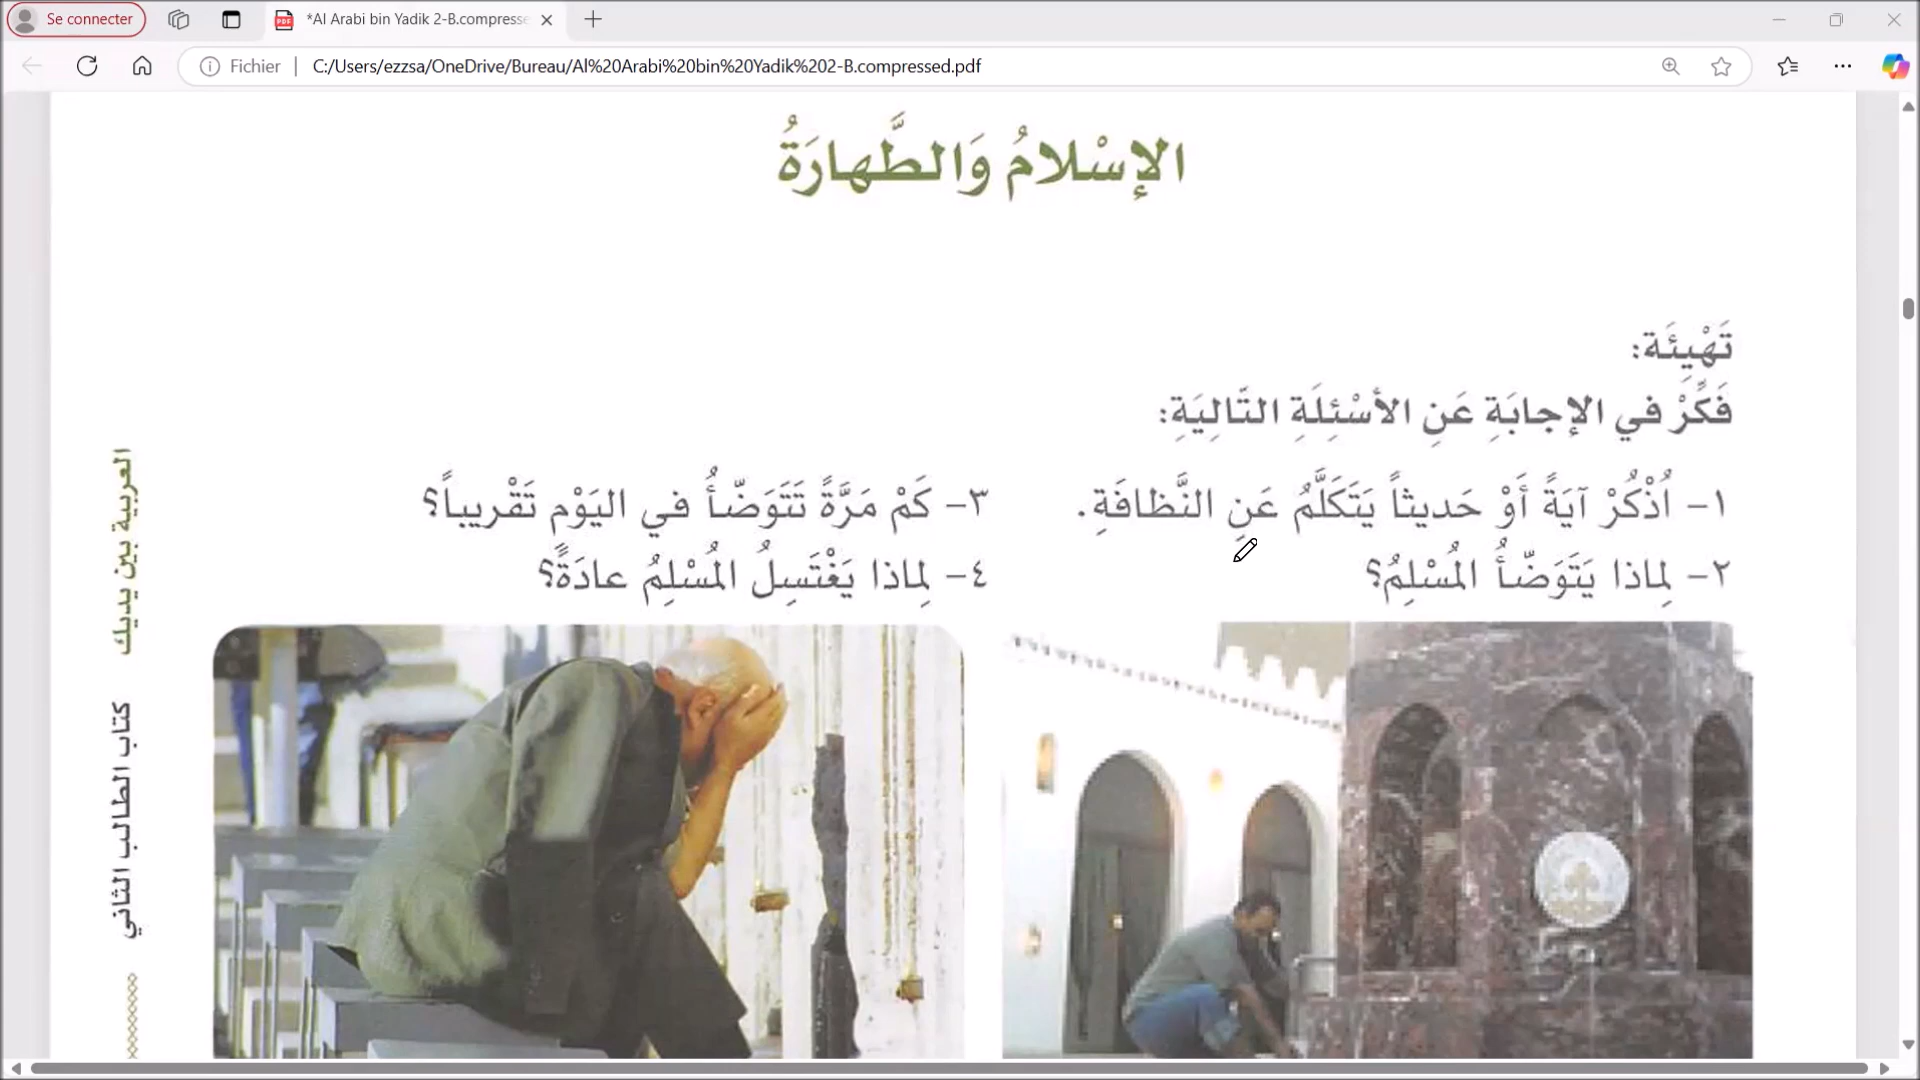 Se connecter
*Al Arabi bin Yadik 2-B.compresse
Fichier
C:/Users/ezzsa/OneDrive/Bureau/Al%20Arabi%20bin%20Yadik%202-B.compressed.pdf
الإسْلامُ وَالطَّهارَةُ
تَهْيِئَة:
فَكِّرْ في الإجابَةِ عَنِ الأسْئِلَةِ التّالِيَةِ:
١- اُذْكُرْ آيَةً أَوْ حَديثاً يَتَكَلَّمُ عَنِ النَّظافَةِ.
٢- لِماذا يَتَوَضّأُ المُسْلِمُ؟
٣- كَمْ مَرَّةً تَتَوَضّأُ في اليَوْمِ تَقْريباً؟
٤- لِماذا يَغْتَسِلُ المُسْلِمُ عادَةً؟
العربية بين يديك
كتاب الطالب الثاني